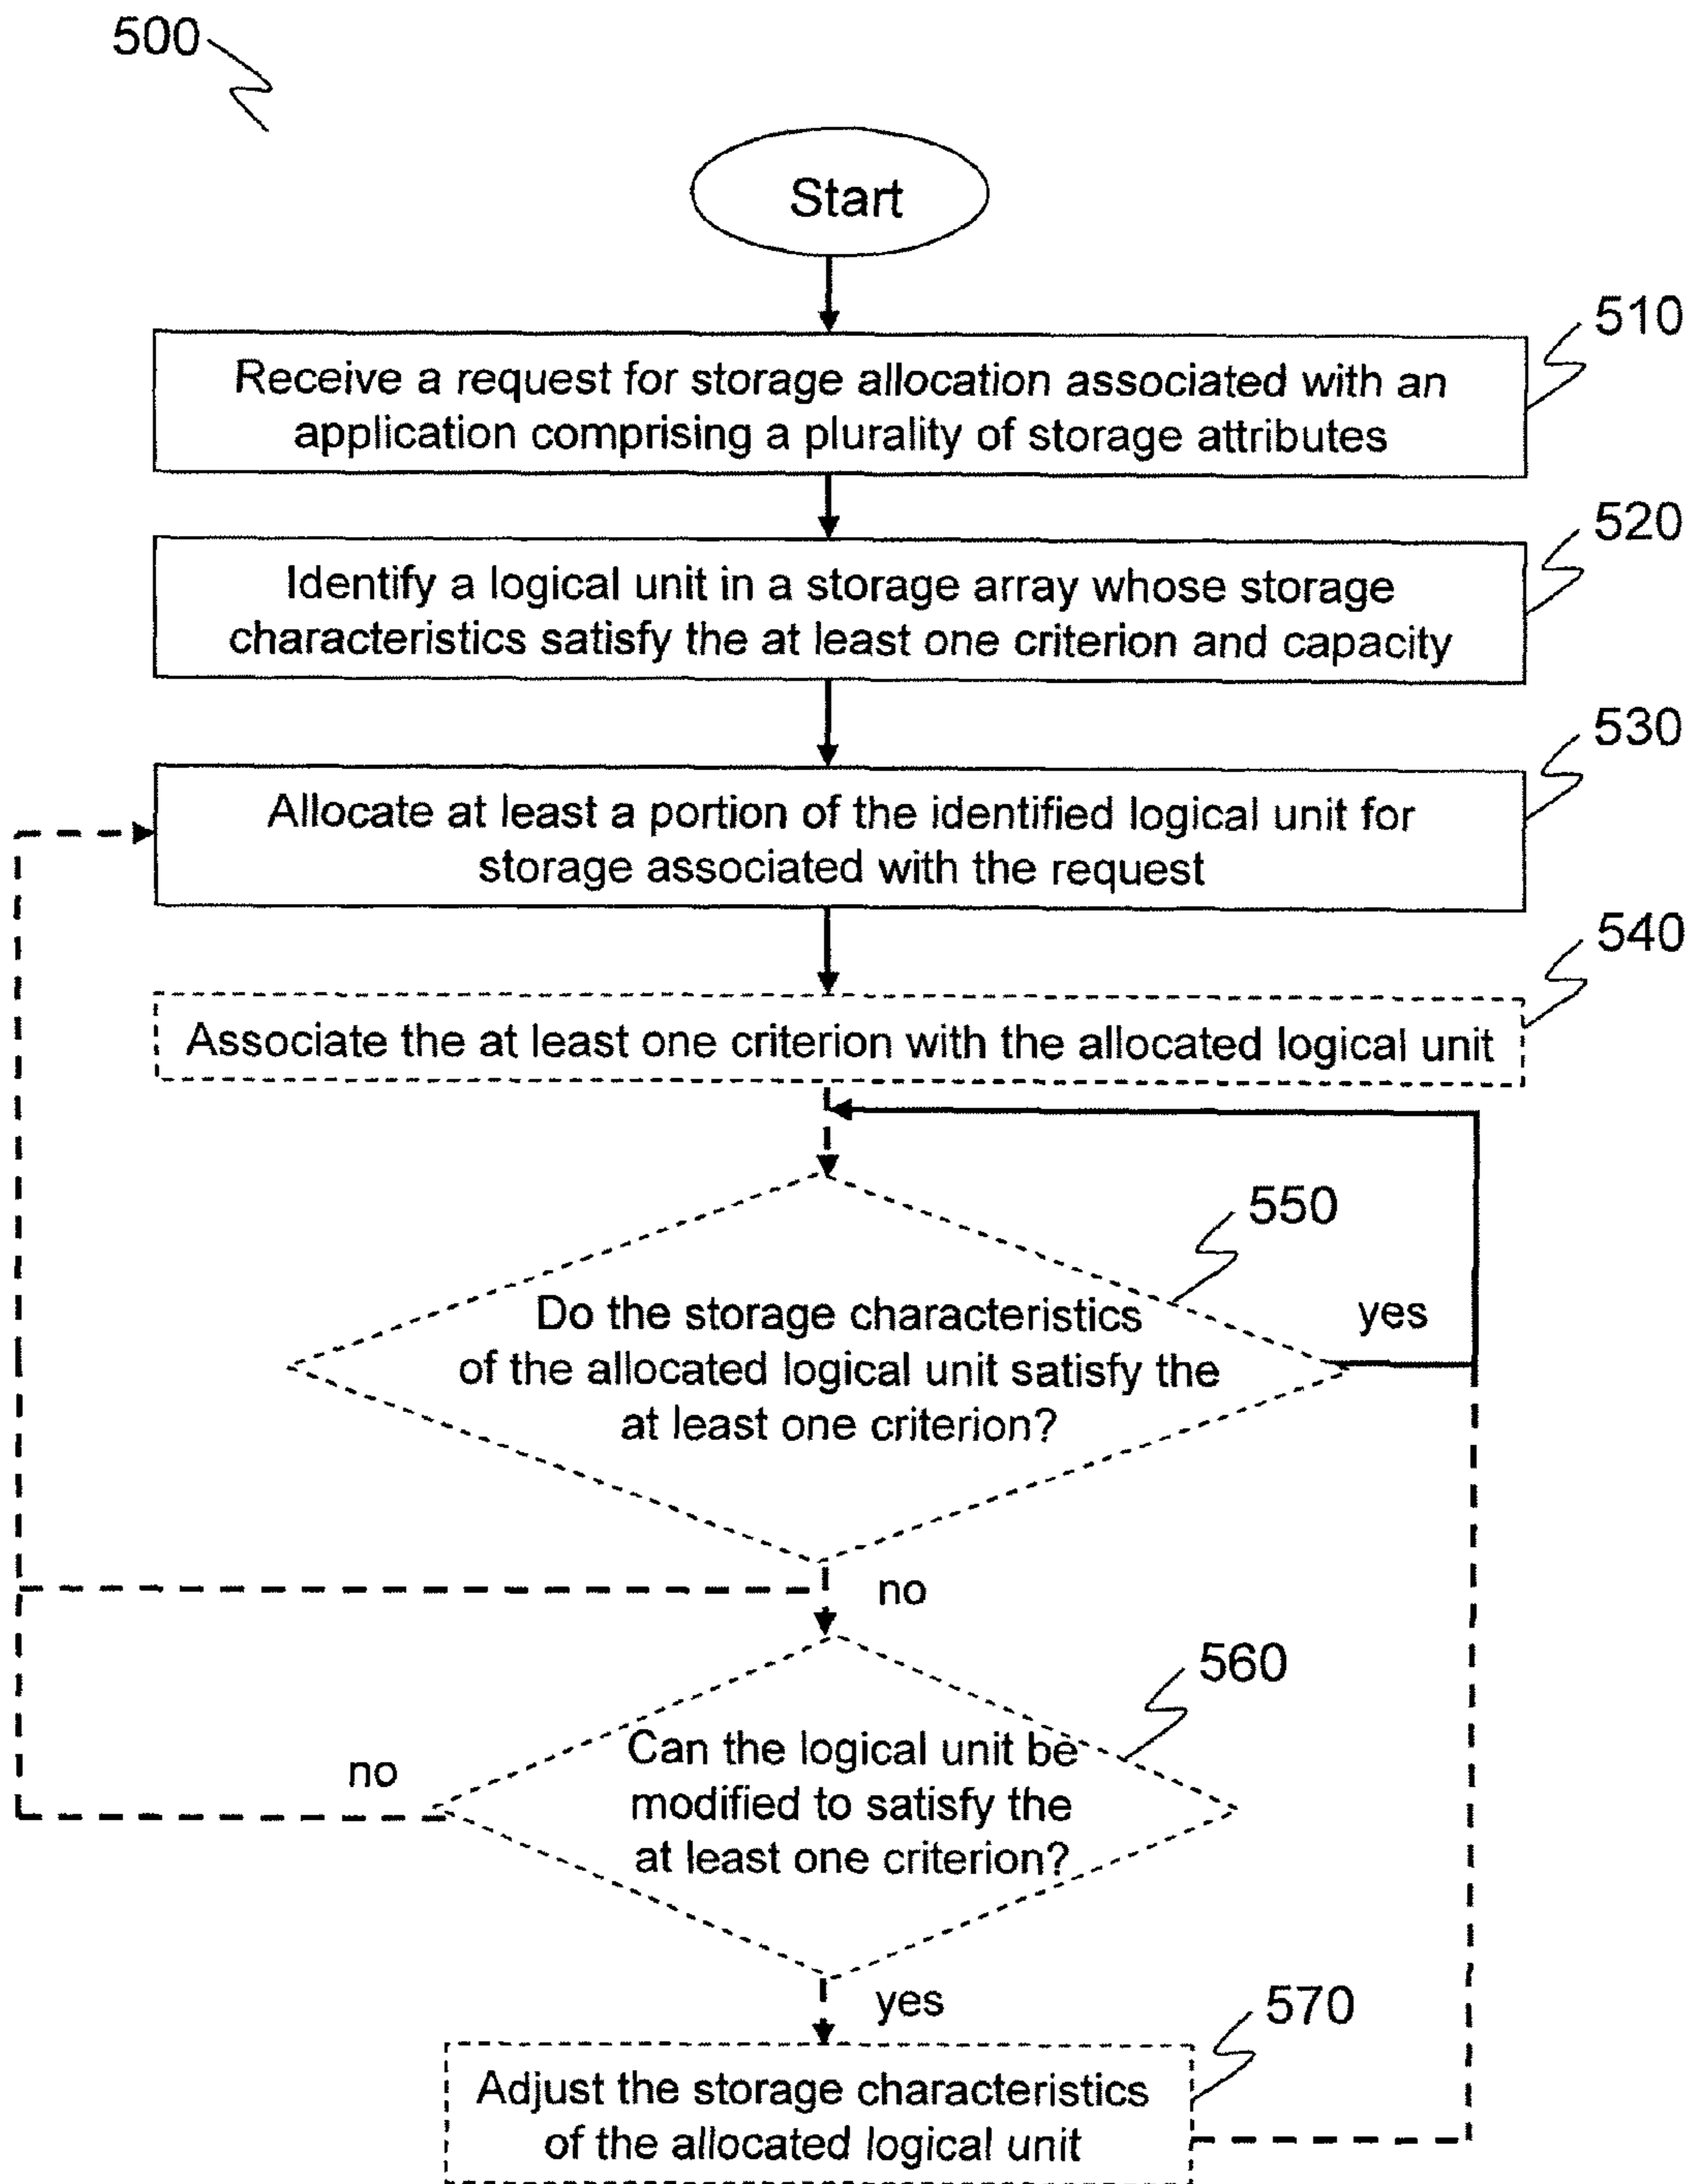 500
Start
510
Receive a request for storage allocation associated with an
application comprising a plurality of storage attributes
520
Identify a logical unit in a storage array whose storage
characteristics satisfy the at least one criterion and capacity
530
Allocate at least a portion of the identified logical unit for
storage associated with the request
540
Associate the at least one criterion with the allocated logical unit
550
Do the storage characteristics
of the allocated logical unit satisfy the
at least one criterion?
yes
no
560
Can the logical unit be
modified to satisfy the
at least one criterion?
no
yes
570
Adjust the storage characteristics
of the allocated logical unit